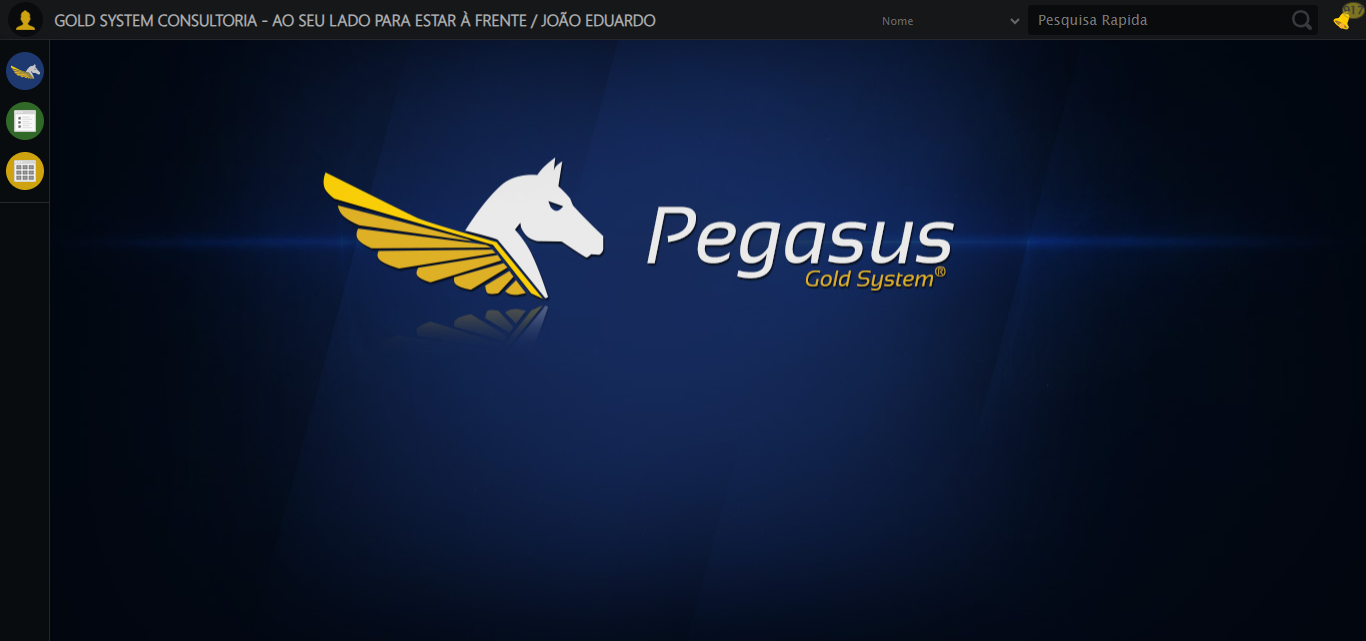 GOLD SYSTEM CONSULTORIA - AO SEU LADO PARA ESTAR À FRENTE / JOÃO EDUARDO
Nome
Pesquisa Rapida
Pegasus
Gold System®